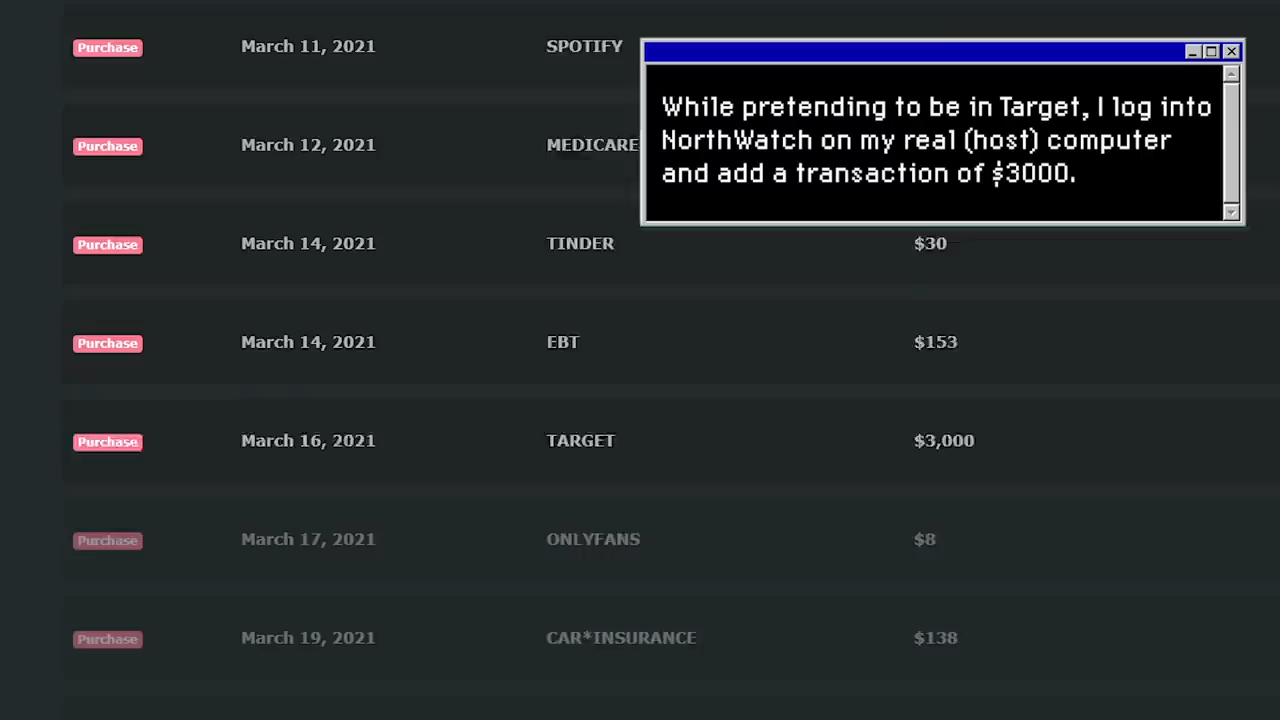 Purchase March 11, 2021 SPOTIFY
While pretending to be in Target, I log into
NorthWatch on my real (host) computer
and add a transaction of $3000.
Purchase March 12, 2021 MEDICARE
Purchase March 14, 2021 TINDER $30
Purchase March 14, 2021 EBT $153
Purchase March 16, 2021 TARGET $3,000
Purchase March 17, 2021 ONLYFANS $8
Purchase March 19, 2021 CAR*INSURANCE $138